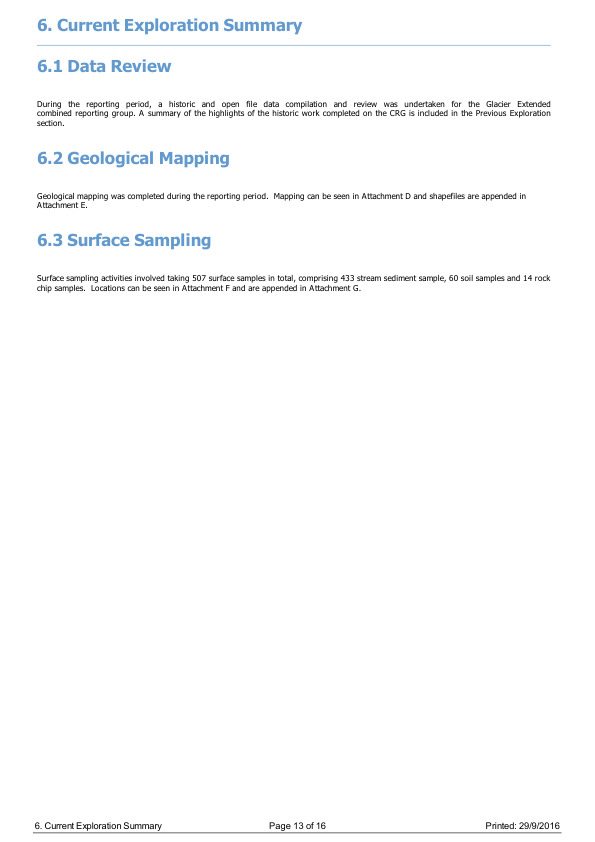 6. Current Exploration Summary
6.1 Data Review
During the reporting period, a historic and open file data compilation and review was undertaken for the Glacier Extended
combined reporting group. A summary of the highlights of the historic work completed on the CRG is included in the Previous Exploration
section.
6.2 Geological Mapping
Geological mapping was completed during the reporting period.  Mapping can be seen in Attachment D and shapefiles are appended in
Attachment E.
6.3 Surface Sampling
Surface sampling activities involved taking 507 surface samples in total, comprising 433 stream sediment sample, 60 soil samples and 14 rock
chip samples.  Locations can be seen in Attachment F and are appended in Attachment G.
6. Current Exploration Summary Page 13 of 16 Printed: 29/9/2016